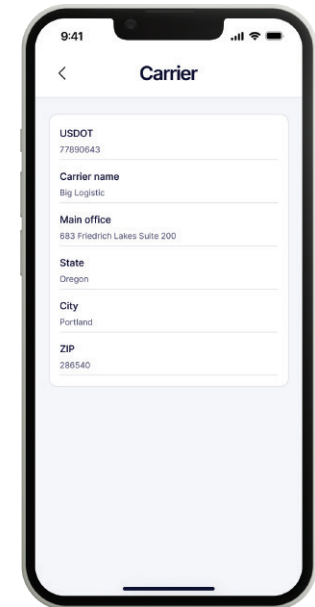 9:41
Carrier
USDOT
77890643
Carrier name
Big Logistic
Main office
683 Friedrich Lakes Suite 200
State
Oregon
City
Portland
ZIP
286540